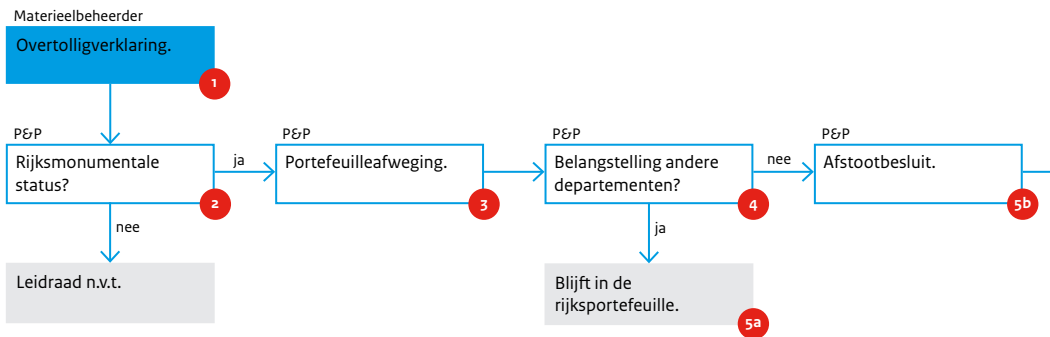 Materieelbeheerder
Overtolligverklaring.
1
P&P
Rijksmonumentale
status?
2
ja
nee
Leidraad n.v.t.
P&P
Portefeuilleafweging.
3
P&P
Belangstelling andere
departementen?
4
nee
ja
Blijft in de
rijksportefeuille.
5a
P&P
Afstootbesluit.
5b